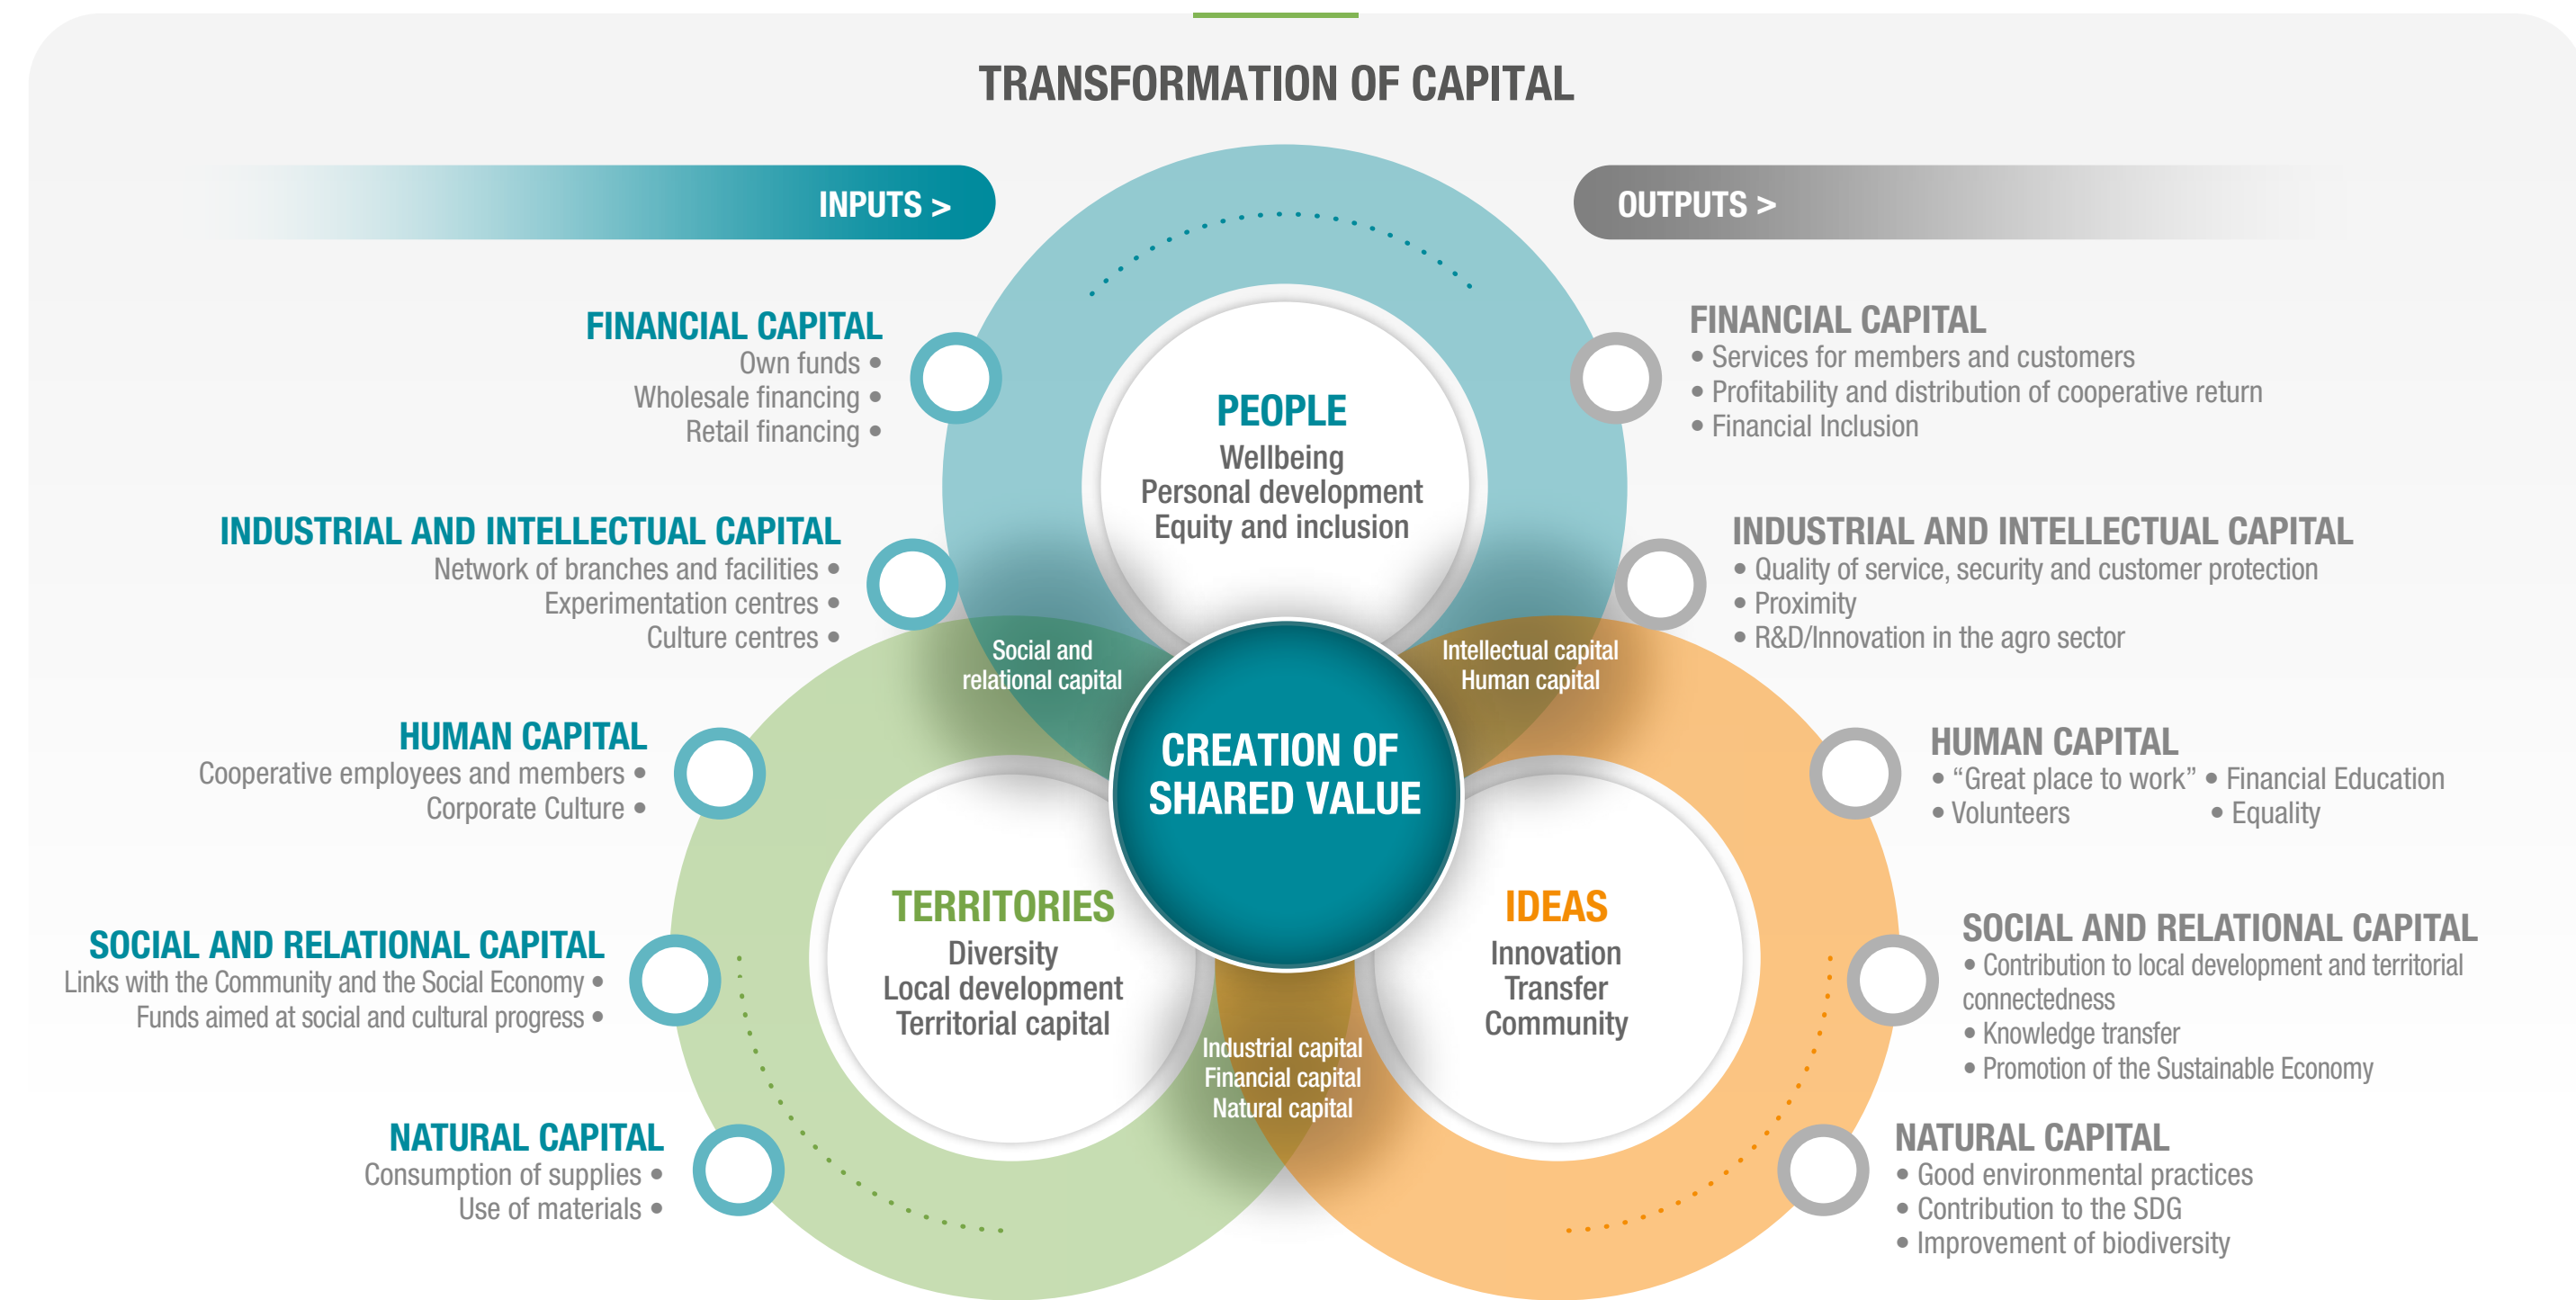 TRANSFORMATION OF CAPITAL
INPUTS >
FINANCIAL CAPITAL
Own funds •
Wholesale financing •
Retail financing •
INDUSTRIAL AND INTELLECTUAL CAPITAL
Network of branches and facilities •
Experimentation centres •
Culture centres •
HUMAN CAPITAL
Cooperative employees and members •
Corporate Culture •
SOCIAL AND RELATIONAL CAPITAL
Links with the Community and the Social Economy •
Funds aimed at social and cultural progress •
NATURAL CAPITAL
Consumption of supplies •
Use of materials •
PEOPLE
Wellbeing
Personal development
Equity and inclusion
Social and
relational capital
Intellectual capital
Human capital
CREATION OF
SHARED VALUE
TERRITORIES
Diversity
Local development
Territorial capital
IDEAS
Innovation
Transfer
Community
Industrial capital
Financial capital
Natural capital
OUTPUTS >
FINANCIAL CAPITAL
• Services for members and customers
• Profitability and distribution of cooperative return
• Financial Inclusion
INDUSTRIAL AND INTELLECTUAL CAPITAL
• Quality of service, security and customer protection
• Proximity
• R&D/Innovation in the agro sector
HUMAN CAPITAL
• “Great place to work” • Financial Education
• Volunteers • Equality
SOCIAL AND RELATIONAL CAPITAL
• Contribution to local development and territorial
connectedness
• Knowledge transfer
• Promotion of the Sustainable Economy
NATURAL CAPITAL
• Good environmental practices
• Contribution to the SDG
• Improvement of biodiversity